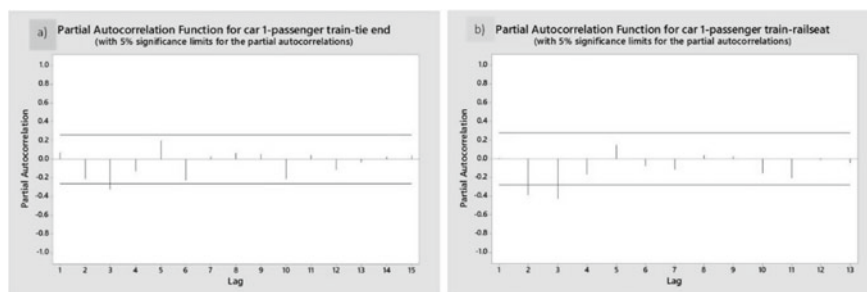 a) Partial Autocorrelation Function for car 1-passenger train-tie end
(with 5% significance limits for the partial autocorrelations)
Partial Autocorrelation
1.0
0.8
0.6
0.4
0.2
0.0
-0.2
-0.4
-0.6
-0.8
-1.0
1 2 3 4 5 6 7 8 9 10 11 12 13 14 15
Lag
b) Partial Autocorrelation Function for car 1-passenger train-railseat
(with 5% significance limits for the partial autocorrelations)
Partial Autocorrelation
1.0
0.8
0.6
0.4
0.2
0.0
-0.2
-0.4
-0.6
-0.8
-1.0
1 2 3 4 5 6 7 8 9 10 11 12 13
Lag